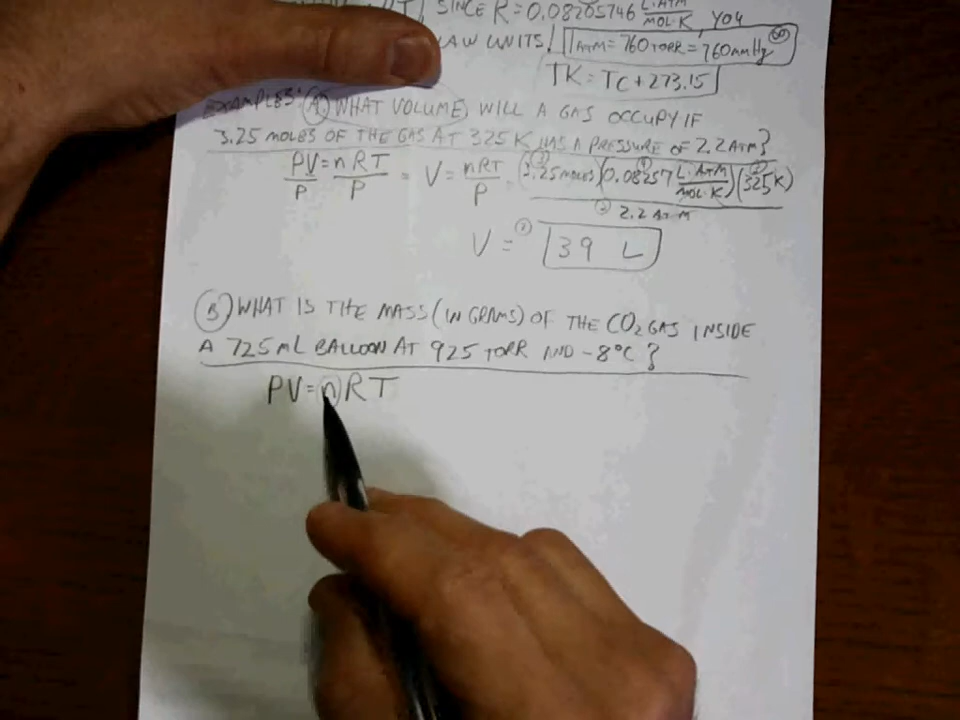 SINCE R = 0.08205746 L·ATM/MOL·K, YOU
LAW UNITS! 1 ATM = 760 TORR = 760 mmHg
TK = TC + 273.15
EXAMPLES: A) WHAT VOLUME WILL A GAS OCCUPY IF
3.25 MOLES OF THE GAS AT 325 K HAS A PRESSURE OF 2.2 ATM?
PV/P = nRT/P = V = nRT/P = (3.25 moles)(0.08257 L·ATM/MOL·K)(325 K)
2.2 ATM
V = 39 L
B) WHAT IS THE MASS (IN GRAMS) OF THE CO2 GAS INSIDE
A 725 mL BALLOON AT 925 TORR AND -8°C?
PV = nRT